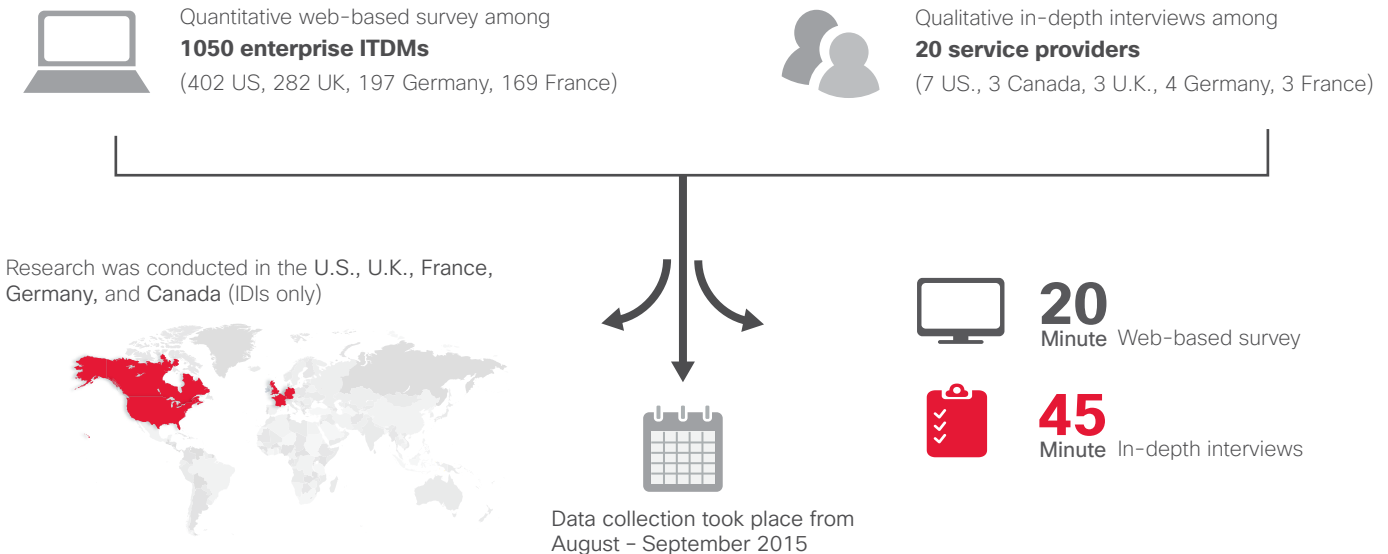 Quantitative web-based survey among
1050 enterprise ITDMs
(402 US, 282 UK, 197 Germany, 169 France)
Qualitative in-depth interviews among
20 service providers
(7 US., 3 Canada, 3 U.K., 4 Germany, 3 France)
Research was conducted in the U.S., U.K., France,
Germany, and Canada (IDIs only)
20
Minute Web-based survey
45
Minute In-depth interviews
Data collection took place from
August – September 2015